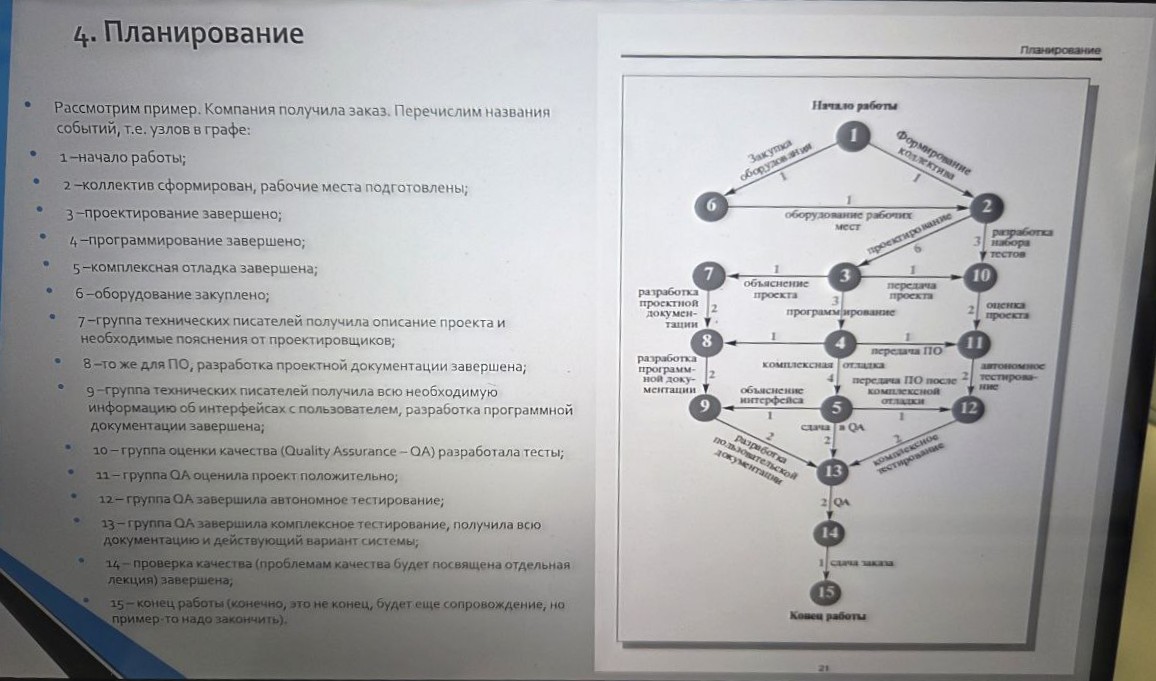 4. Планирование
Рассмотрим пример. Компания получила заказ. Перечислим названия
событий, т.е. узлов в графе:
1 –начало работы;
2 –коллектив сформирован, рабочие места подготовлены;
3 –проектирование завершено;
4 –программирование завершено;
5 –комплексная отладка завершена;
6 –оборудование закуплено;
7 –группа технических писателей получила описание проекта и
необходимые пояснения от проектировщиков;
8 –то же для ПО, разработка проектной документации завершена;
9 –группа технических писателей получила всю необходимую
информацию об интерфейсах с пользователем, разработка программной
документации завершена;
10 – группа оценки качества (Quality Assurance – QA) разработала тесты;
11 – группа QA оценила проект положительно;
12 – группа QA завершила автономное тестирование;
13 – группа QA завершила комплексное тестирование, получила всю
документацию и действующий вариант системы;
14 – проверка качества (проблемам качества будет посвящена отдельная
лекция) завершена;
15 – конец работы (конечно, это не конец, будет еще сопровождение, но
пример-то надо закончить).
Планирование
Начало работы
1
Закупка
оборудования
1
Формирование
коллектива
1
6
1
оборудование рабочих
мест
2
проектирование
6
3
разработка
набора
тестов
7
1
объяснение
проекта
3
1
передача
проекта
10
разработка
проектной
докумен-
тации
2
3
программирование
2
оценка
проекта
8
1
4
1
передача ПО
11
разработка
программ-
ной доку-
ментации
2
комплексная отладка
4
передача ПО после
комплексной
отладки
2
автономное
тестирова-
ние
9
объяснение
интерфейса
1
5
1
12
2
разработка
пользовательской
документации
сдача в QA
2
2
комплексное
тестирование
13
2 QA
14
1 сдача заказа
15
Конец работы
21